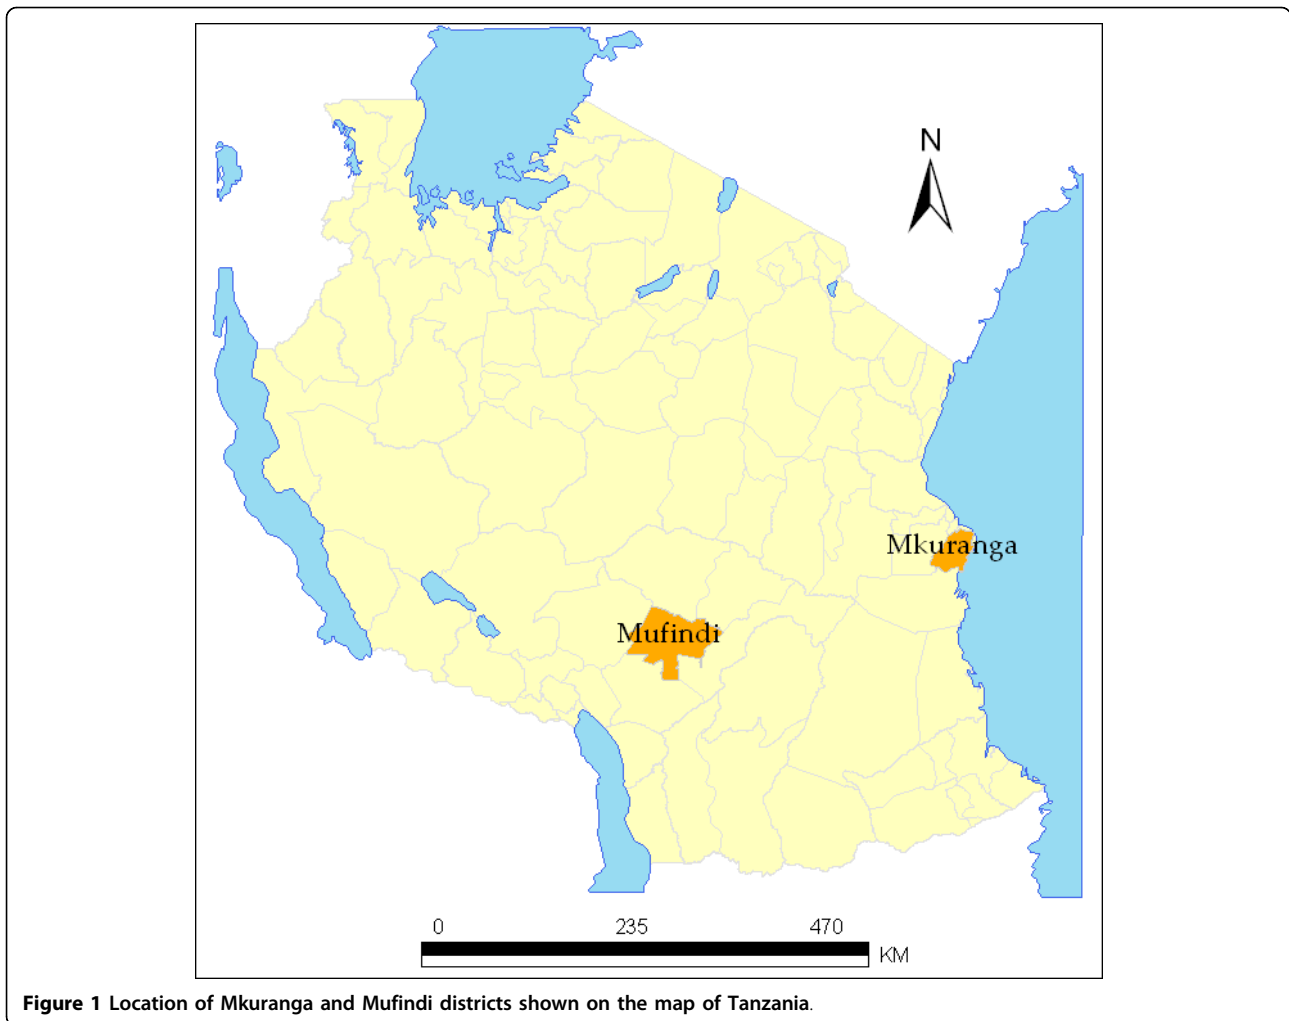 N
Mkuranga
Mufindi
0 235 470
KM
Figure 1 Location of Mkuranga and Mufindi districts shown on the map of Tanzania.